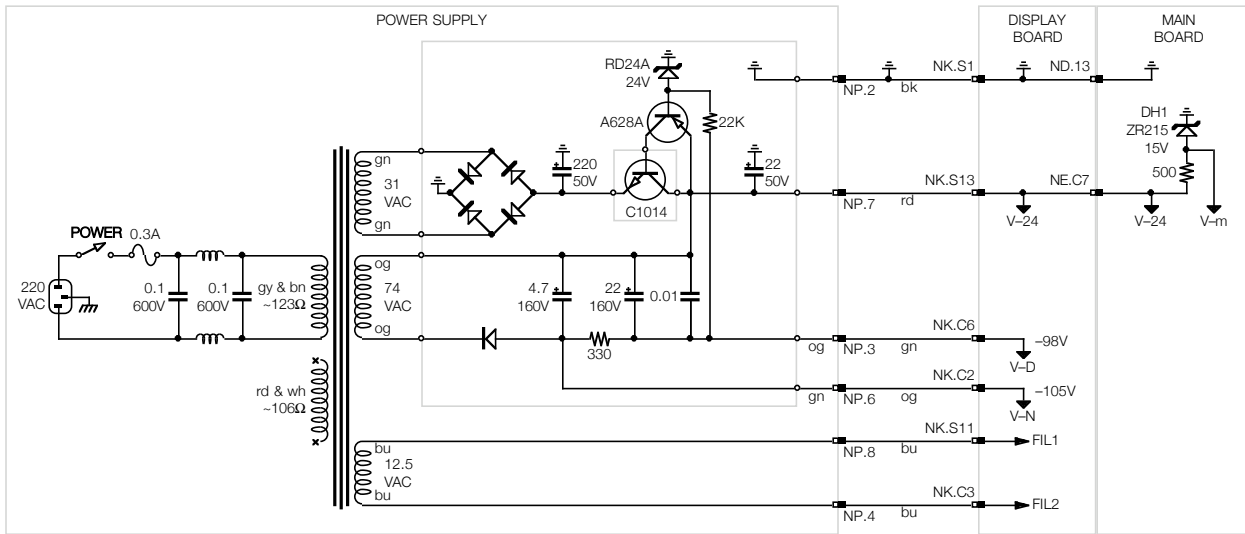 POWER SUPPLY
DISPLAY
BOARD
MAIN
BOARD
RD24A
24V
A628A
22K
220
50V
C1014
22
50V
NP.2
bk
NK.S1
ND.13
DH1
ZR215
15V
500
NP.7
rd
NK.S13
NE.C7
V–24
V–24
V–m
gn
31
VAC
gn
POWER
0.3A
220
VAC
0.1
600V
0.1
600V
gy & bn
~123Ω
og
74
VAC
og
4.7
160V
22
160V
0.01
330
og
NP.3
gn
NK.C6
–98V
V–D
gn
NP.6
og
NK.C2
–105V
V–N
rd & wh
~106Ω
bu
12.5
VAC
bu
NP.8
bu
NK.S11
FIL1
NP.4
bu
NK.C3
FIL2
x
x